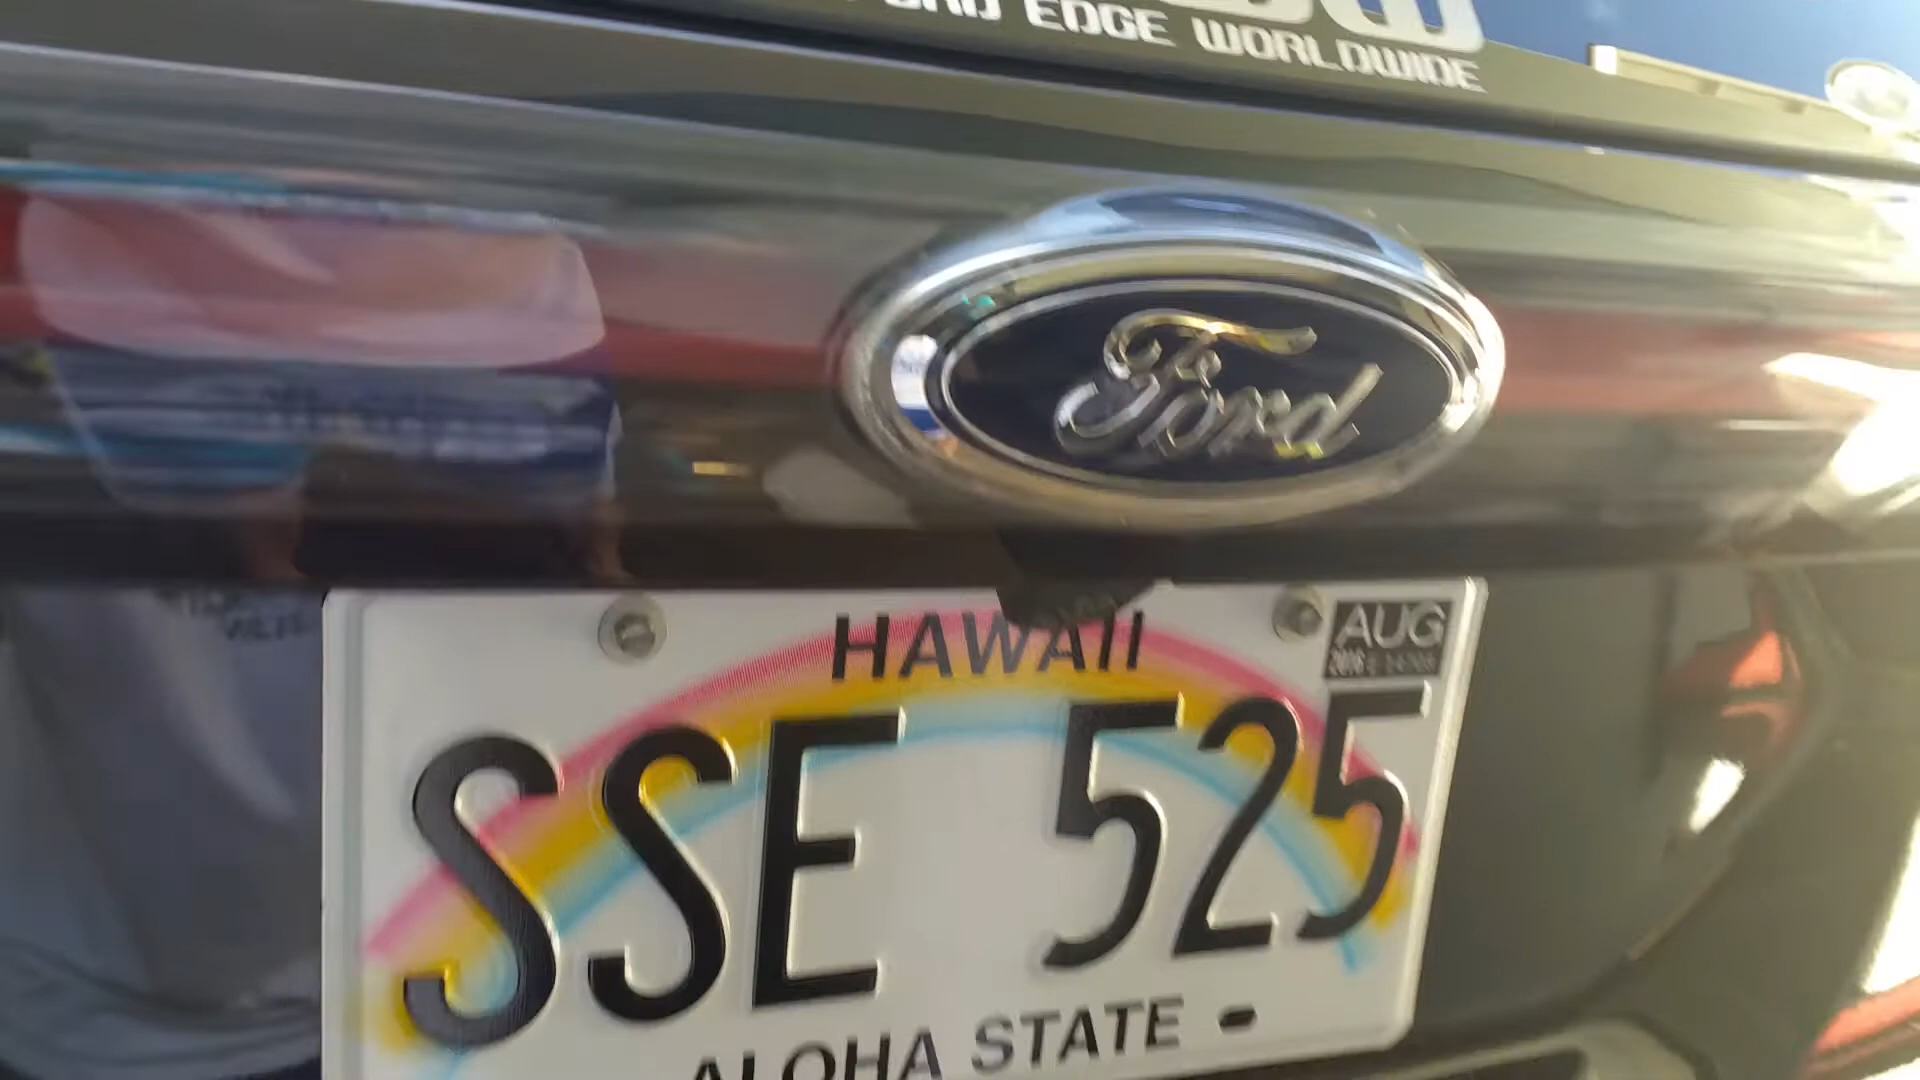 EDGE WORLDWIDE
Ford
HAWAII
AUG
SSE 525
ALOHA STATE